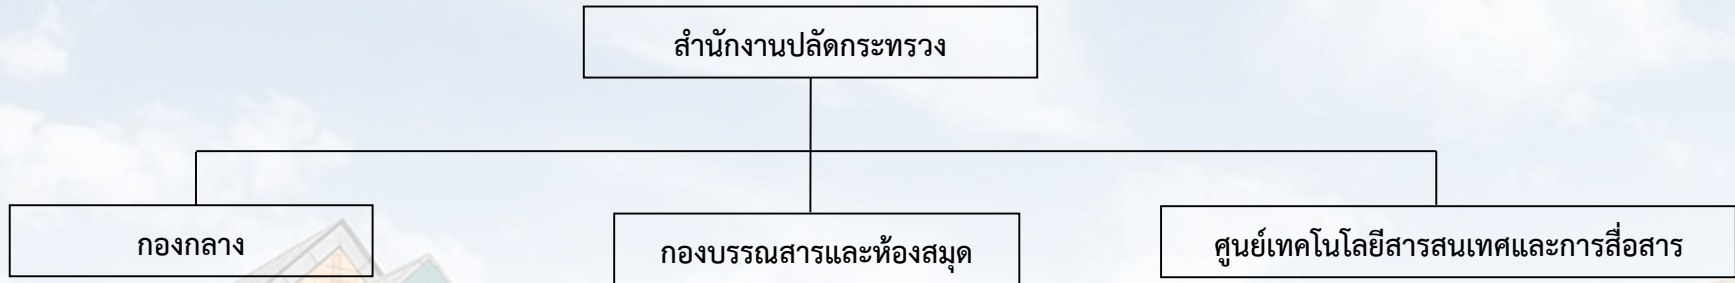 สำนักงานปลัดกระทรวง
กองกลาง
กองบรรณสารและห้องสมุด
ศูนย์เทคโนโลยีสารสนเทศและการสื่อสาร